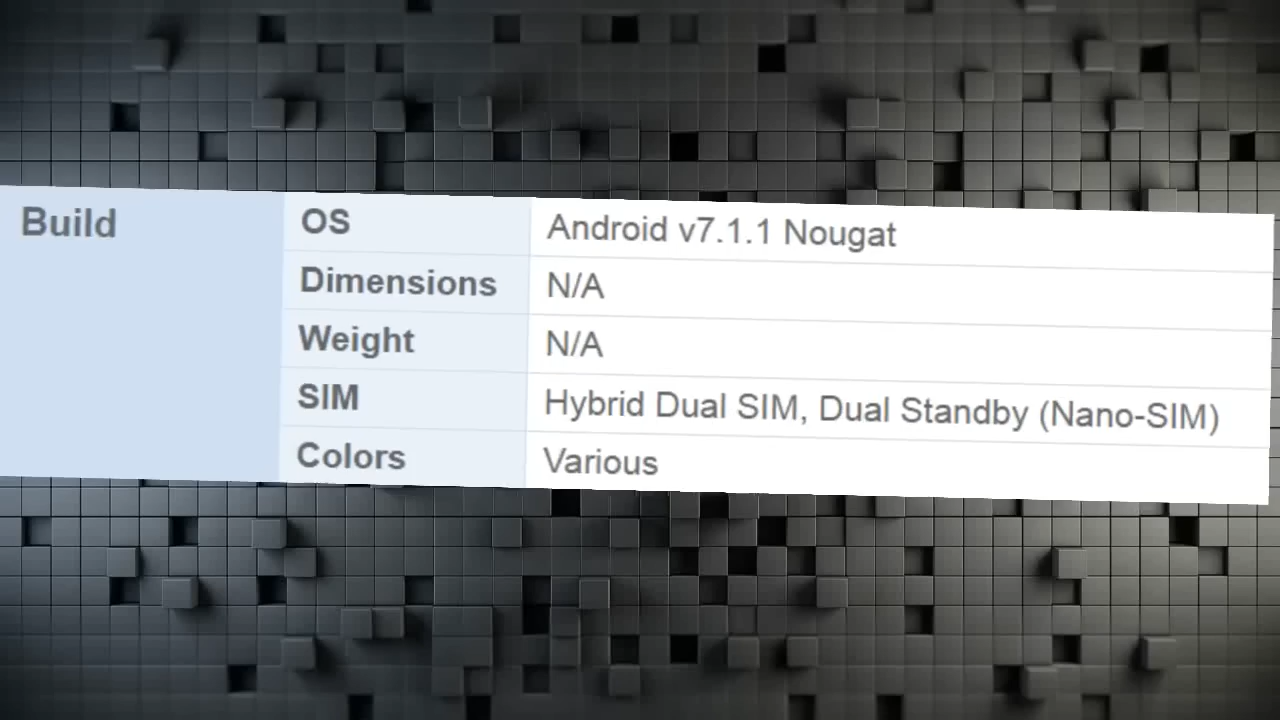 Build
OS Android v7.1.1 Nougat
Dimensions N/A
Weight N/A
SIM Hybrid Dual SIM, Dual Standby (Nano-SIM)
Colors Various